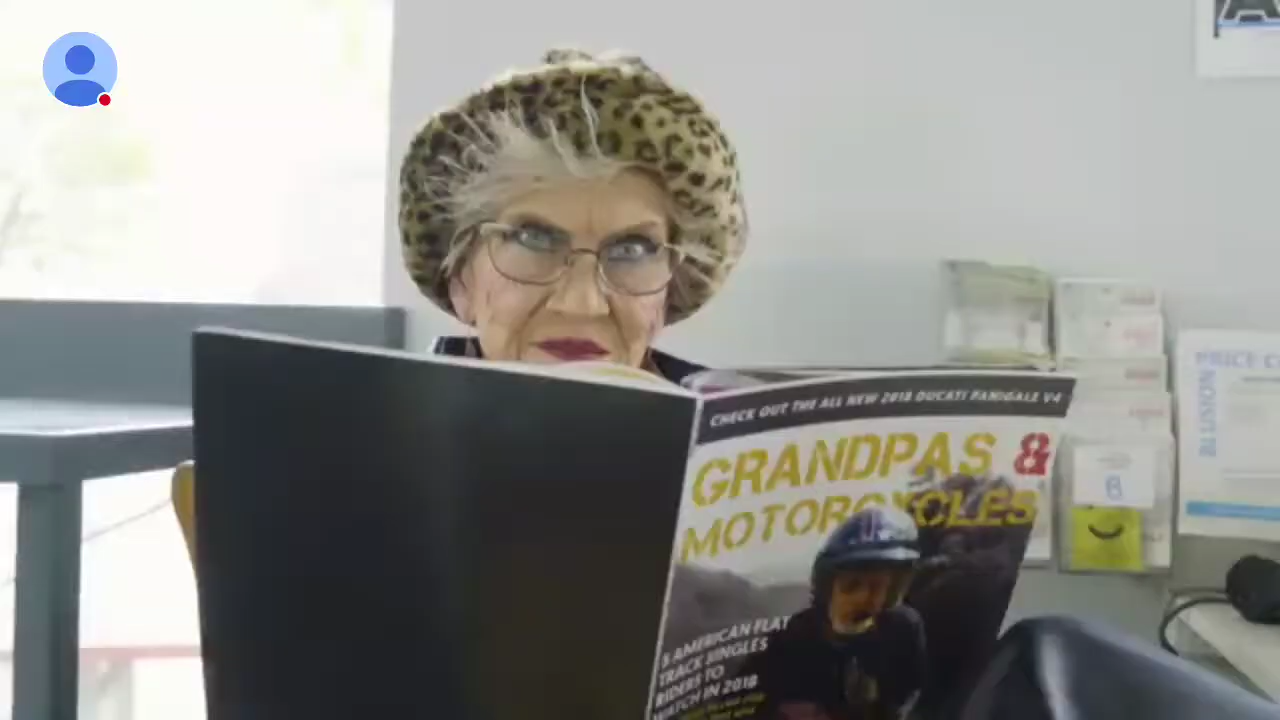 CHECK OUT THE ALL NEW 2018 DUCATI PANIGALE V4
GRANDPAS &
MOTORCYCLES
5 AMERICAN FLAT
TRACK SINGLES
RIDERS TO
WATCH IN 2018
PRICE